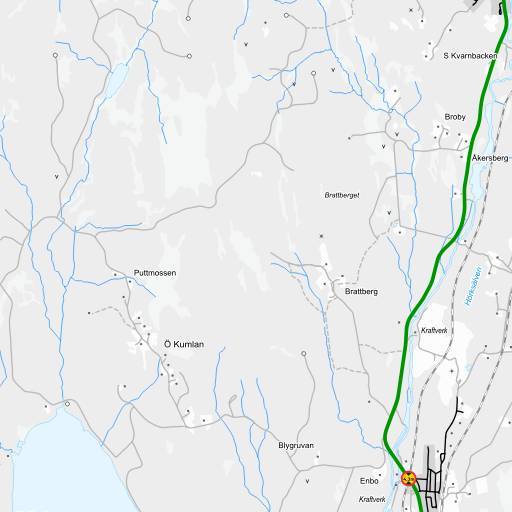 S Kvarnbacken
Broby
Åkersberg
Brattberget
Puttmossen
Hörksälven
Brattberg
Kraftverk
Ö Kumlan
Blygruvan
Enbo
Kraftverk